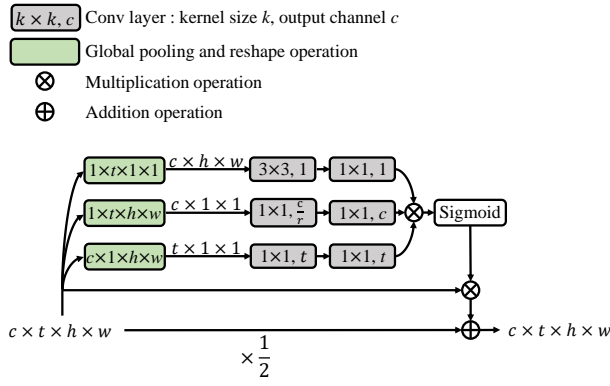 k × k, c Conv layer : kernel size k, output channel c
Global pooling and reshape operation
⊗ Multiplication operation
⊕ Addition operation
1×t×1×1 c × h × w 3×3, 1 1×1, 1
1×t×h×w c × 1 × 1 1×1, c/r 1×1, c ⊗ Sigmoid
c×1×h×w t × 1 × 1 1×1, t 1×1, t
⊗
c × t × h × w ⊕ c × t × h × w
× 1/2